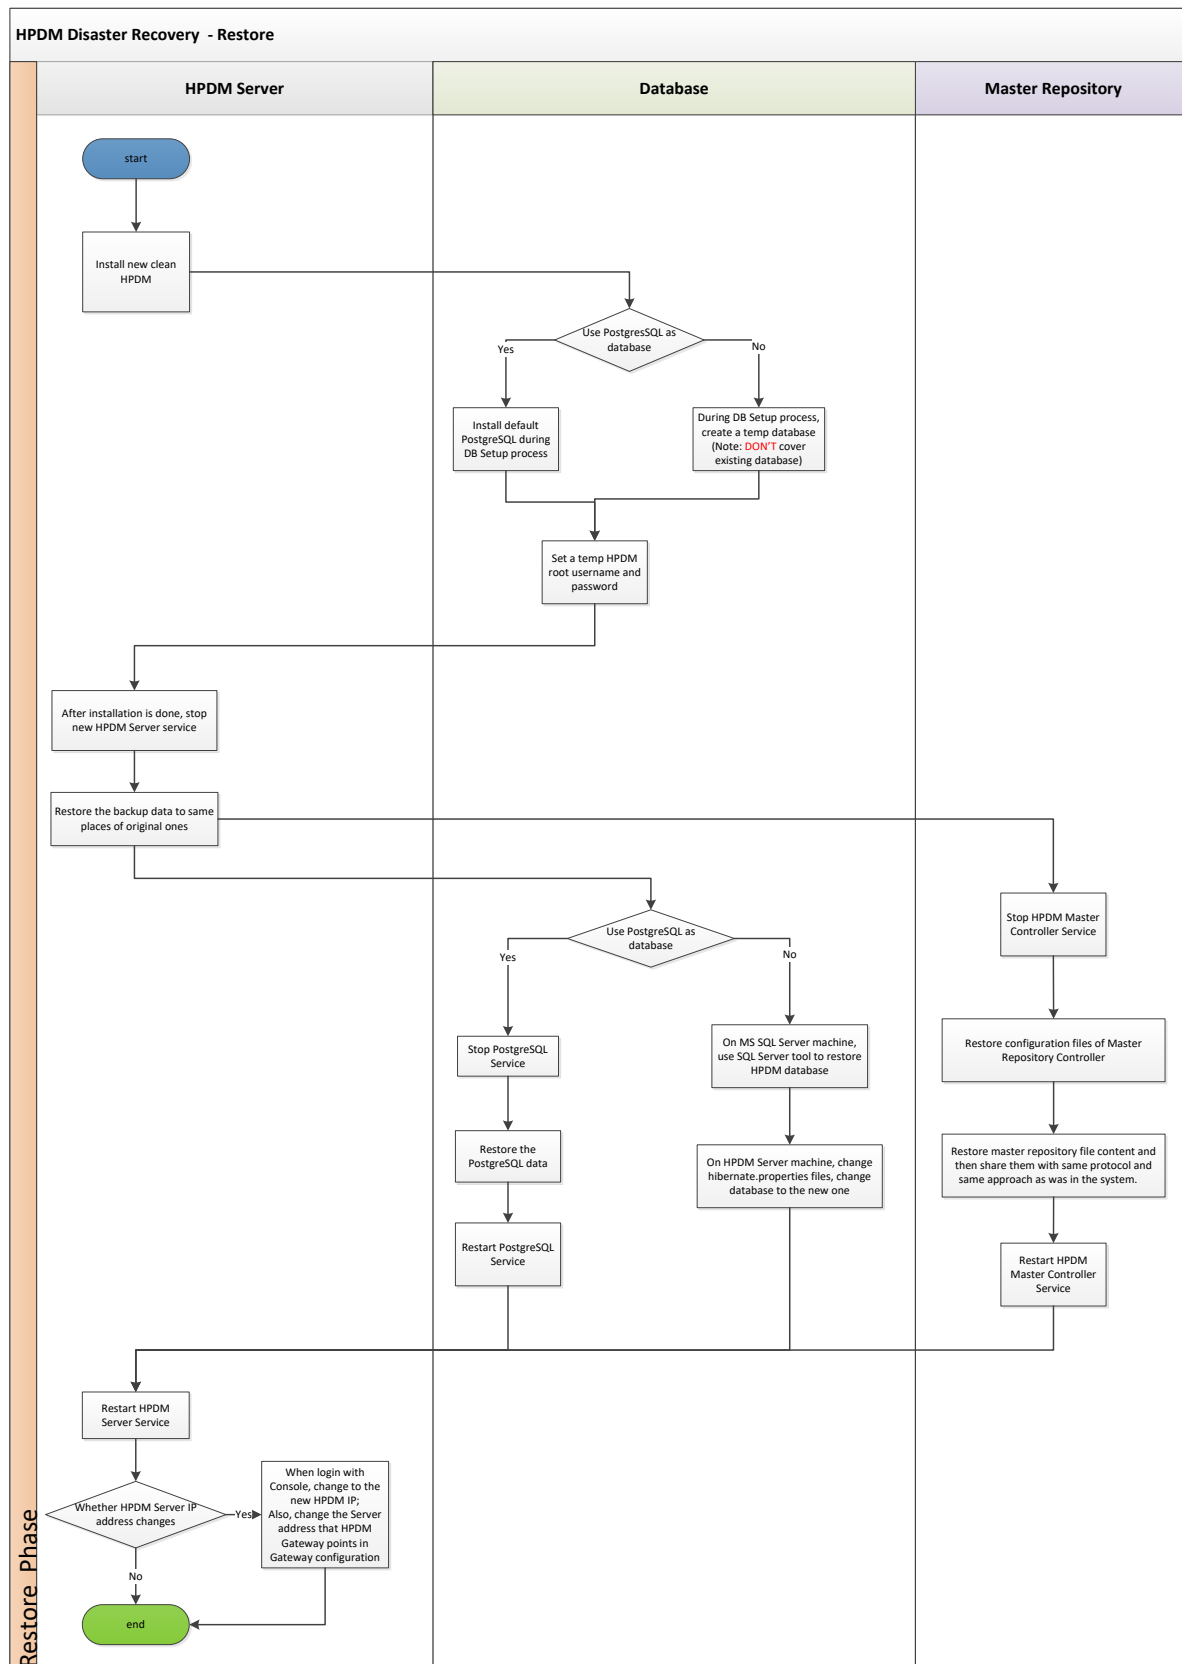 HPDM Disaster Recovery - Restore
HPDM Server
Database
Master Repository
Restore Phase
start
Install new clean
HPDM
Use PostgresSQL as
database
Yes
No
Install default
PostgreSQL during
DB Setup process
During DB Setup process,
create a temp database
(Note: DON'T cover
existing database)
Set a temp HPDM
root username and
password
After installation is done, stop
new HPDM Server service
Restore the backup data to same
places of original ones
Use PostgreSQL as
database
Yes
No
Stop HPDM Master
Controller Service
Stop PostgreSQL
Service
On MS SQL Server machine,
use SQL Server tool to restore
HPDM database
Restore configuration files of Master
Repository Controller
Restore the
PostgreSQL data
On HPDM Server machine, change
hibernate.properties files, change
database to the new one
Restore master repository file content and
then share them with same protocol and
same approach as was in the system.
Restart PostgreSQL
Service
Restart HPDM
Master Controller
Service
Restart HPDM
Server Service
Whether HPDM Server IP
address changes
Yes
When login with
Console, change to the
new HPDM IP;
Also, change the Server
address that HPDM
Gateway points in
Gateway configuration
No
end